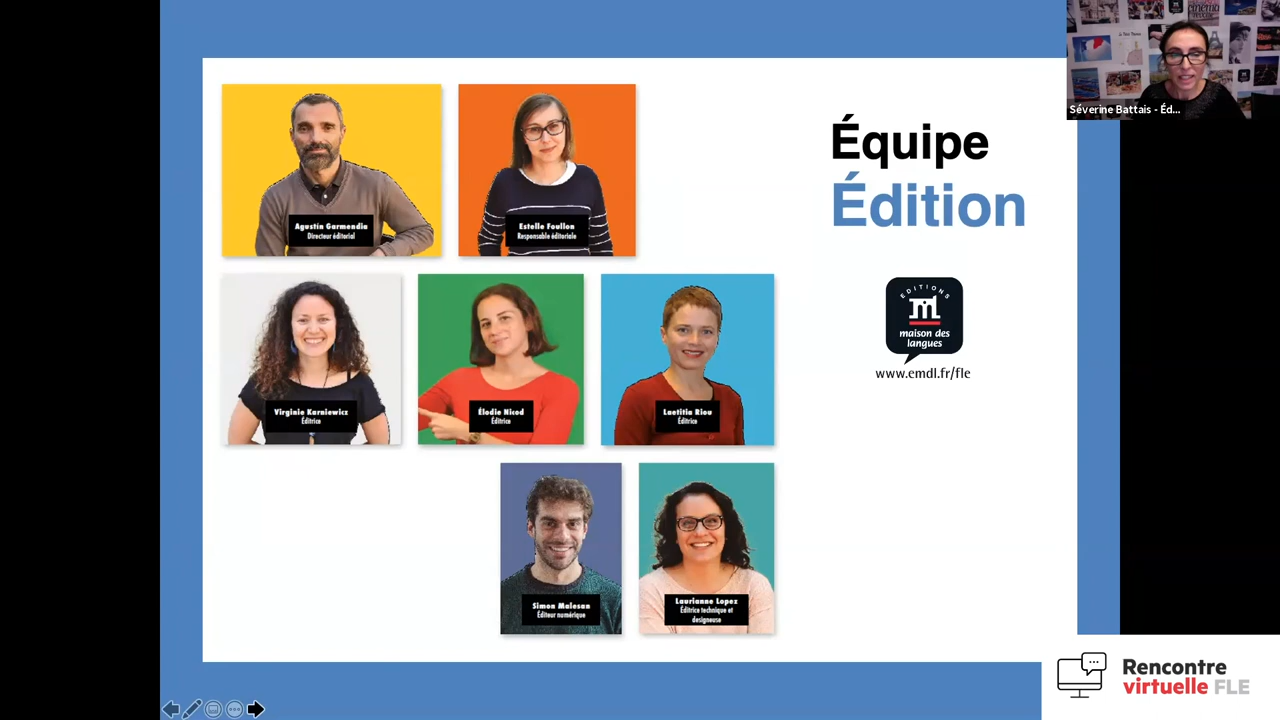 Équipe
Édition
Agustín Garmendia
Directeur éditorial
Estelle Foullon
Responsable éditoriale
Virginie Karniewicz
Éditrice
Élodie Nicod
Éditrice
Laetitia Riou
Éditrice
Simon Malesan
Éditeur numérique
Laurianne Lopez
Éditrice technique et
designeuse
EDITIONS
maison des
langues
www.emdl.fr/fle
Séverine Battais - Éd...
Rencontre
virtuelle FLE